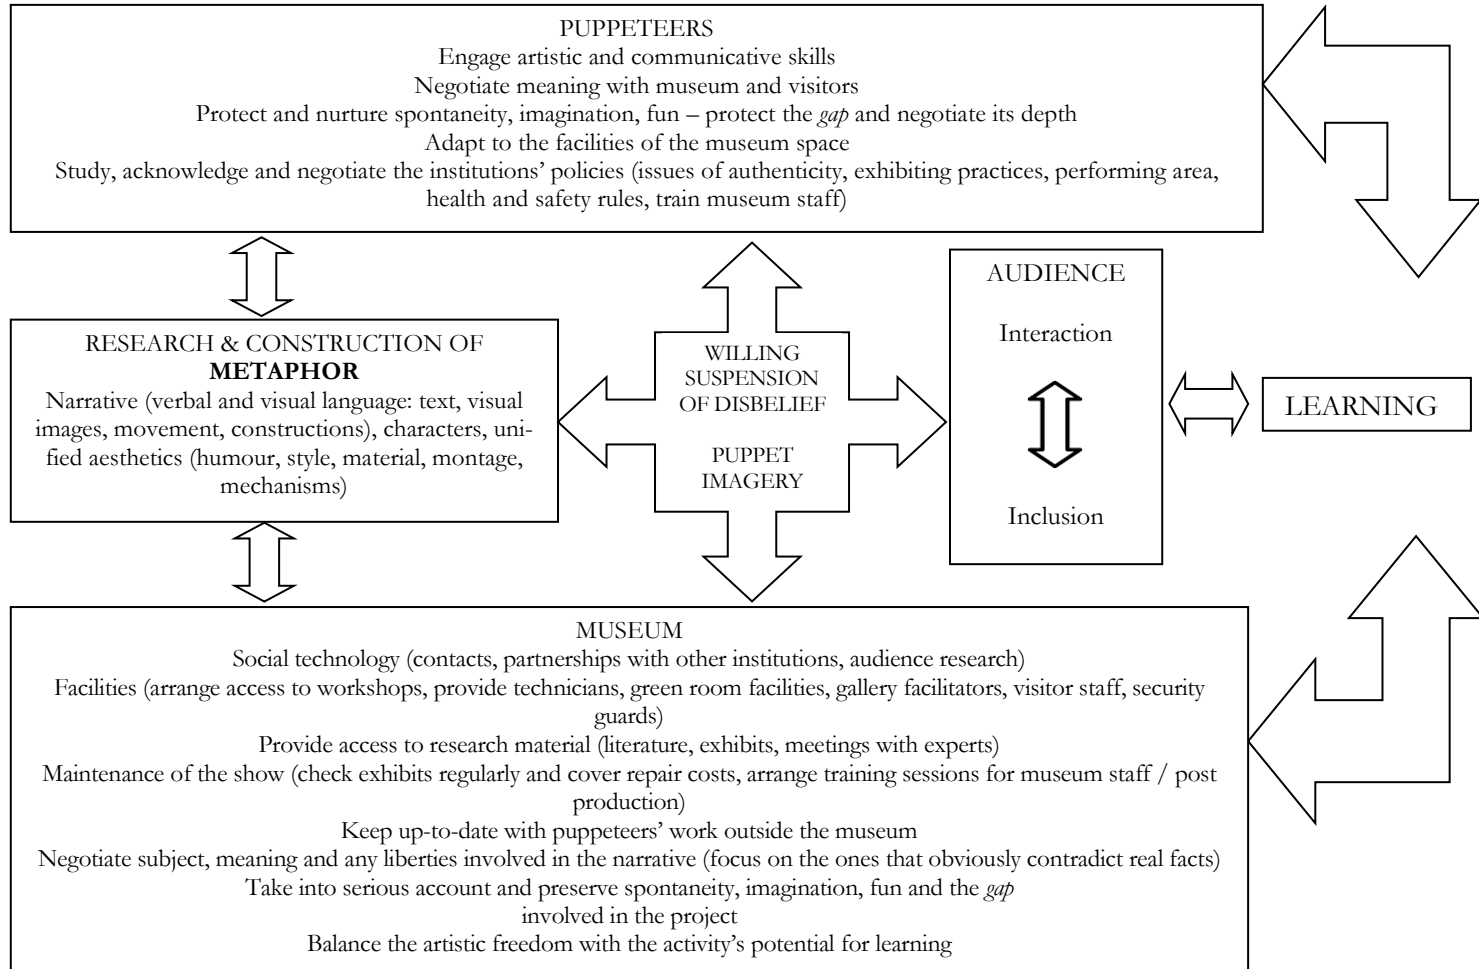 PUPPETEERS
Engage artistic and communicative skills
Negotiate meaning with museum and visitors
Protect and nurture spontaneity, imagination, fun – protect the gap and negotiate its depth
Adapt to the facilities of the museum space
Study, acknowledge and negotiate the institutions’ policies (issues of authenticity, exhibiting practices, performing area,
health and safety rules, train museum staff)
RESEARCH & CONSTRUCTION OF
METAPHOR
Narrative (verbal and visual language: text, visual
images, movement, constructions), characters, uni-
fied aesthetics (humour, style, material, montage,
mechanisms)
WILLING
SUSPENSION
OF DISBELIEF
PUPPET
IMAGERY
AUDIENCE
Interaction
Inclusion
LEARNING
MUSEUM
Social technology (contacts, partnerships with other institutions, audience research)
Facilities (arrange access to workshops, provide technicians, green room facilities, gallery facilitators, visitor staff, security
guards)
Provide access to research material (literature, exhibits, meetings with experts)
Maintenance of the show (check exhibits regularly and cover repair costs, arrange training sessions for museum staff / post
production)
Keep up-to-date with puppeteers’ work outside the museum
Negotiate subject, meaning and any liberties involved in the narrative (focus on the ones that obviously contradict real facts)
Take into serious account and preserve spontaneity, imagination, fun and the gap
involved in the project
Balance the artistic freedom with the activity’s potential for learning